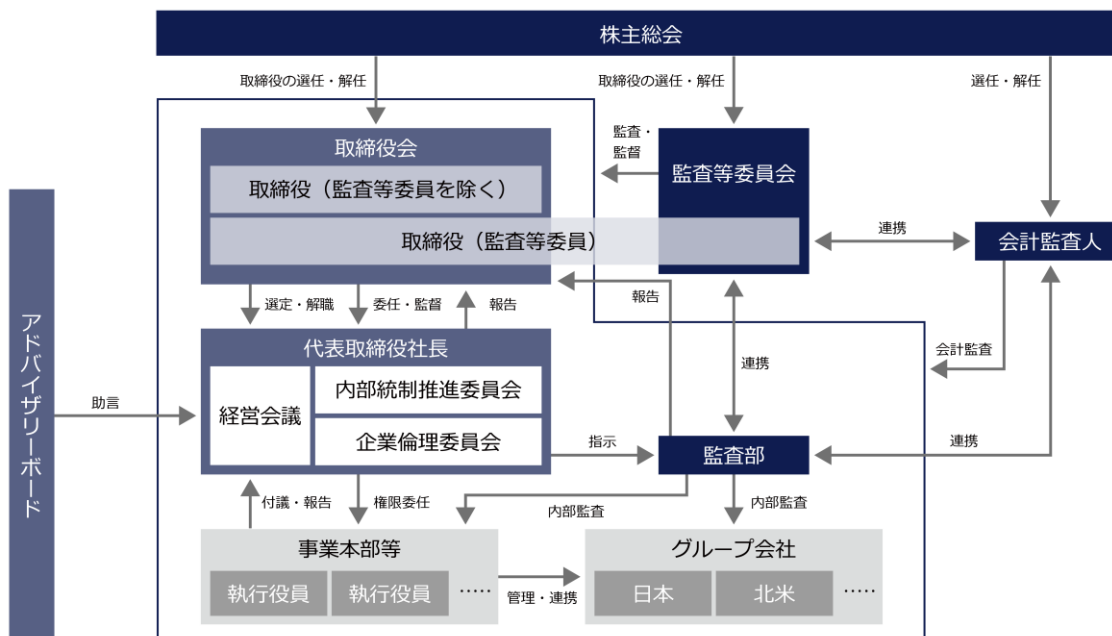 株主総会
取締役の選任・解任
取締役の選任・解任
選任・解任
取締役会
取締役（監査等委員を除く）
取締役（監査等委員）
監査・
監督
監査等委員会
連携
会計監査人
選定・解職
委任・監督
報告
報告
連携
会計監査
アドバイザリーボード
助言
代表取締役社長
経営会議
内部統制推進委員会
企業倫理委員会
指示
監査部
連携
付議・報告
権限委任
内部監査
内部監査
事業本部等
執行役員
執行役員
・・・・・
管理・連携
グループ会社
日本
北米
・・・・・